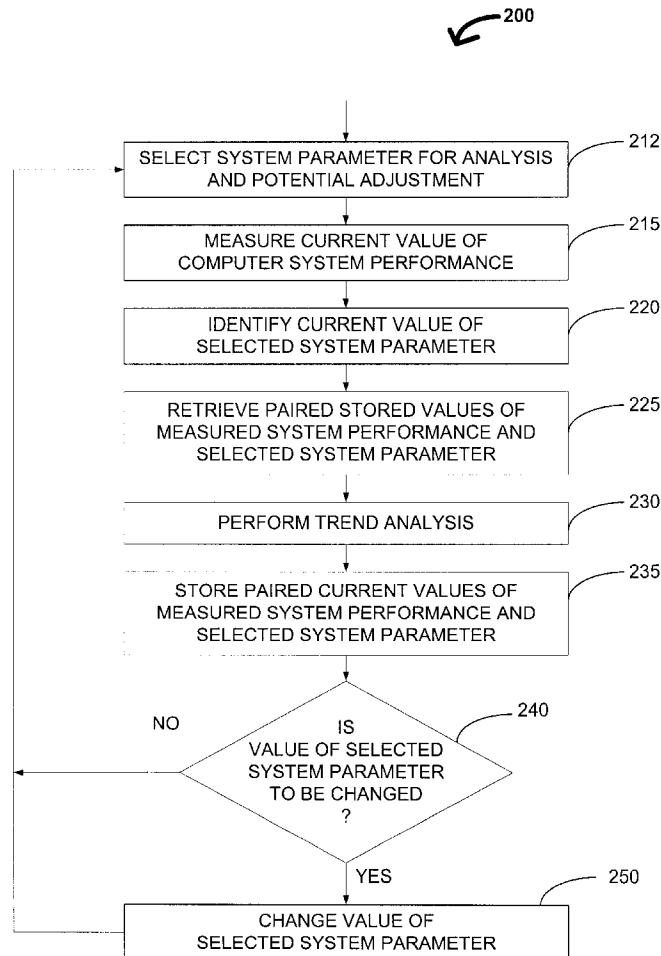 200
SELECT SYSTEM PARAMETER FOR ANALYSIS
AND POTENTIAL ADJUSTMENT
212
MEASURE CURRENT VALUE OF
COMPUTER SYSTEM PERFORMANCE
215
IDENTIFY CURRENT VALUE OF
SELECTED SYSTEM PARAMETER
220
RETRIEVE PAIRED STORED VALUES OF
MEASURED SYSTEM PERFORMANCE AND
SELECTED SYSTEM PARAMETER
225
PERFORM TREND ANALYSIS
230
STORE PAIRED CURRENT VALUES OF
MEASURED SYSTEM PERFORMANCE AND
SELECTED SYSTEM PARAMETER
235
NO
IS
VALUE OF SELECTED
SYSTEM PARAMETER
TO BE CHANGED
?
240
YES
CHANGE VALUE OF
SELECTED SYSTEM PARAMETER
250